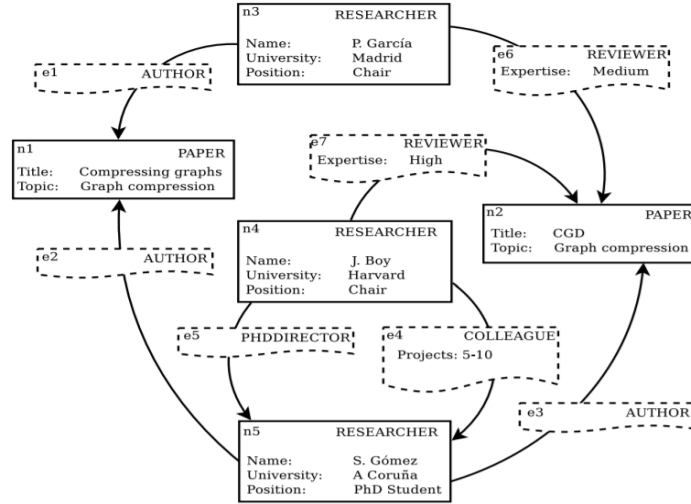 n3 RESEARCHER
Name: P. García
University: Madrid
Position: Chair
e1 AUTHOR
e6 REVIEWER
Expertise: Medium
n1 PAPER
Title: Compressing graphs
Topic: Graph compression
e7 REVIEWER
Expertise: High
n2 PAPER
Title: CGD
Topic: Graph compression
n4 RESEARCHER
Name: J. Boy
University: Harvard
Position: Chair
e2 AUTHOR
e5 PHDDIRECTOR
e4 COLLEAGUE
Projects: 5-10
e3 AUTHOR
n5 RESEARCHER
Name: S. Gómez
University: A Coruña
Position: PhD Student